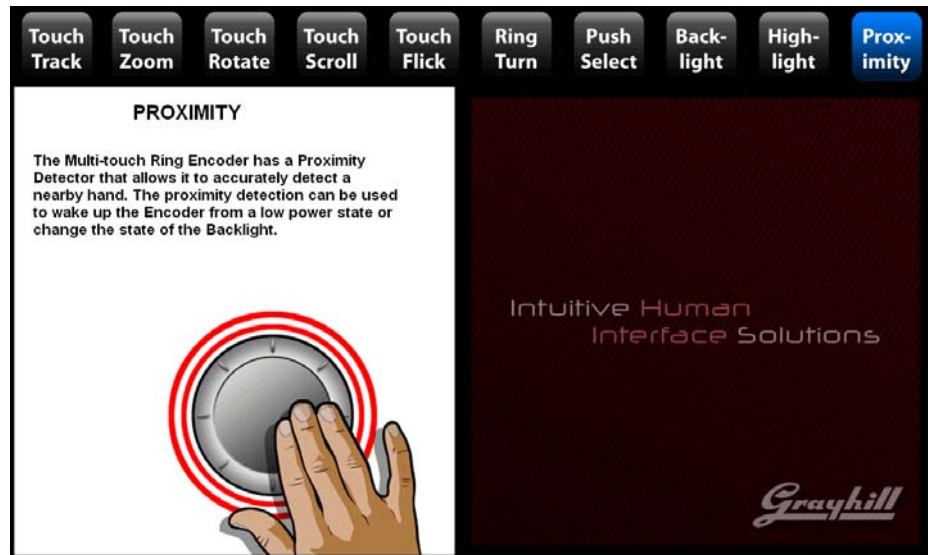 Touch Track
Touch Zoom
Touch Rotate
Touch Scroll
Touch Flick
Ring Turn
Push Select
Back-
light
High-
light
Prox-
imity
PROXIMITY
The Multi-touch Ring Encoder has a Proximity
Detector that allows it to accurately detect a
nearby hand. The proximity detection can be used
to wake up the Encoder from a low power state or
change the state of the Backlight.
Intuitive Human
Interface Solutions
Grayhill